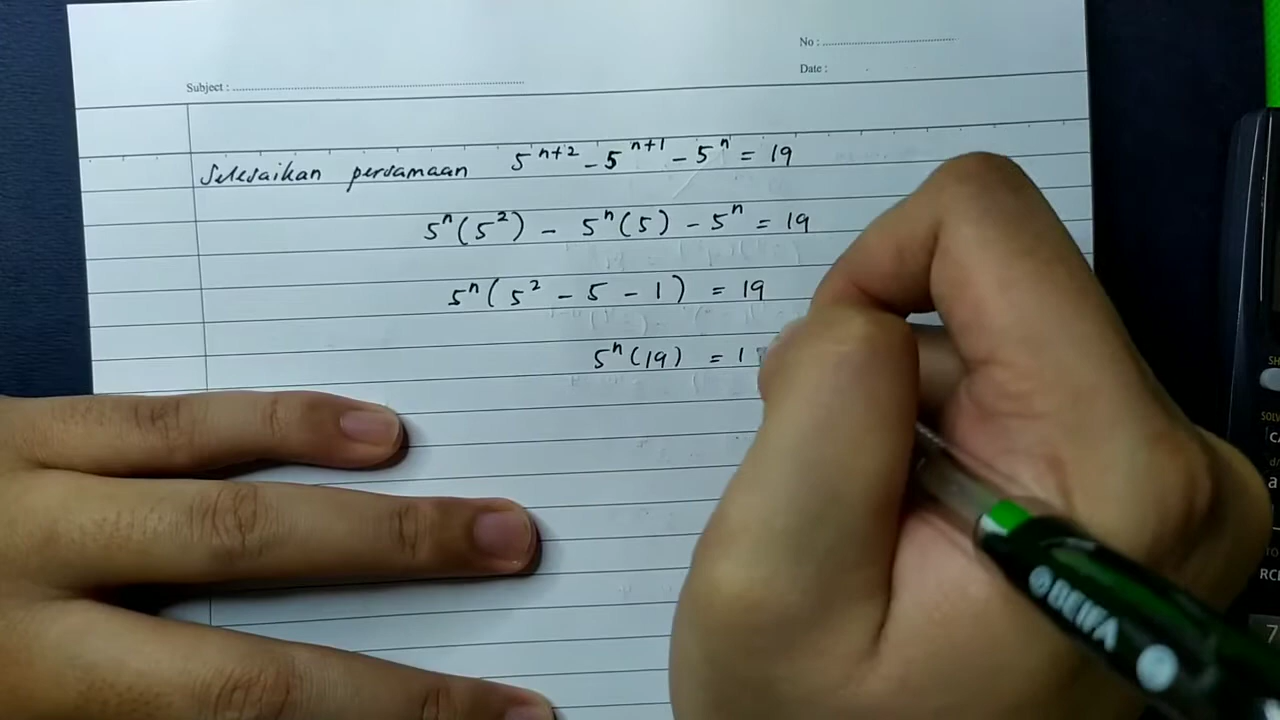 No : ........................
Subject : ........................ Date :
Selesaikan persamaan 5^{n+2} - 5^{n+1} - 5^n = 19
5^n (5^2) - 5^n (5) - 5^n = 19
5^n (5^2 - 5 - 1) = 19
5^n (19) = 1